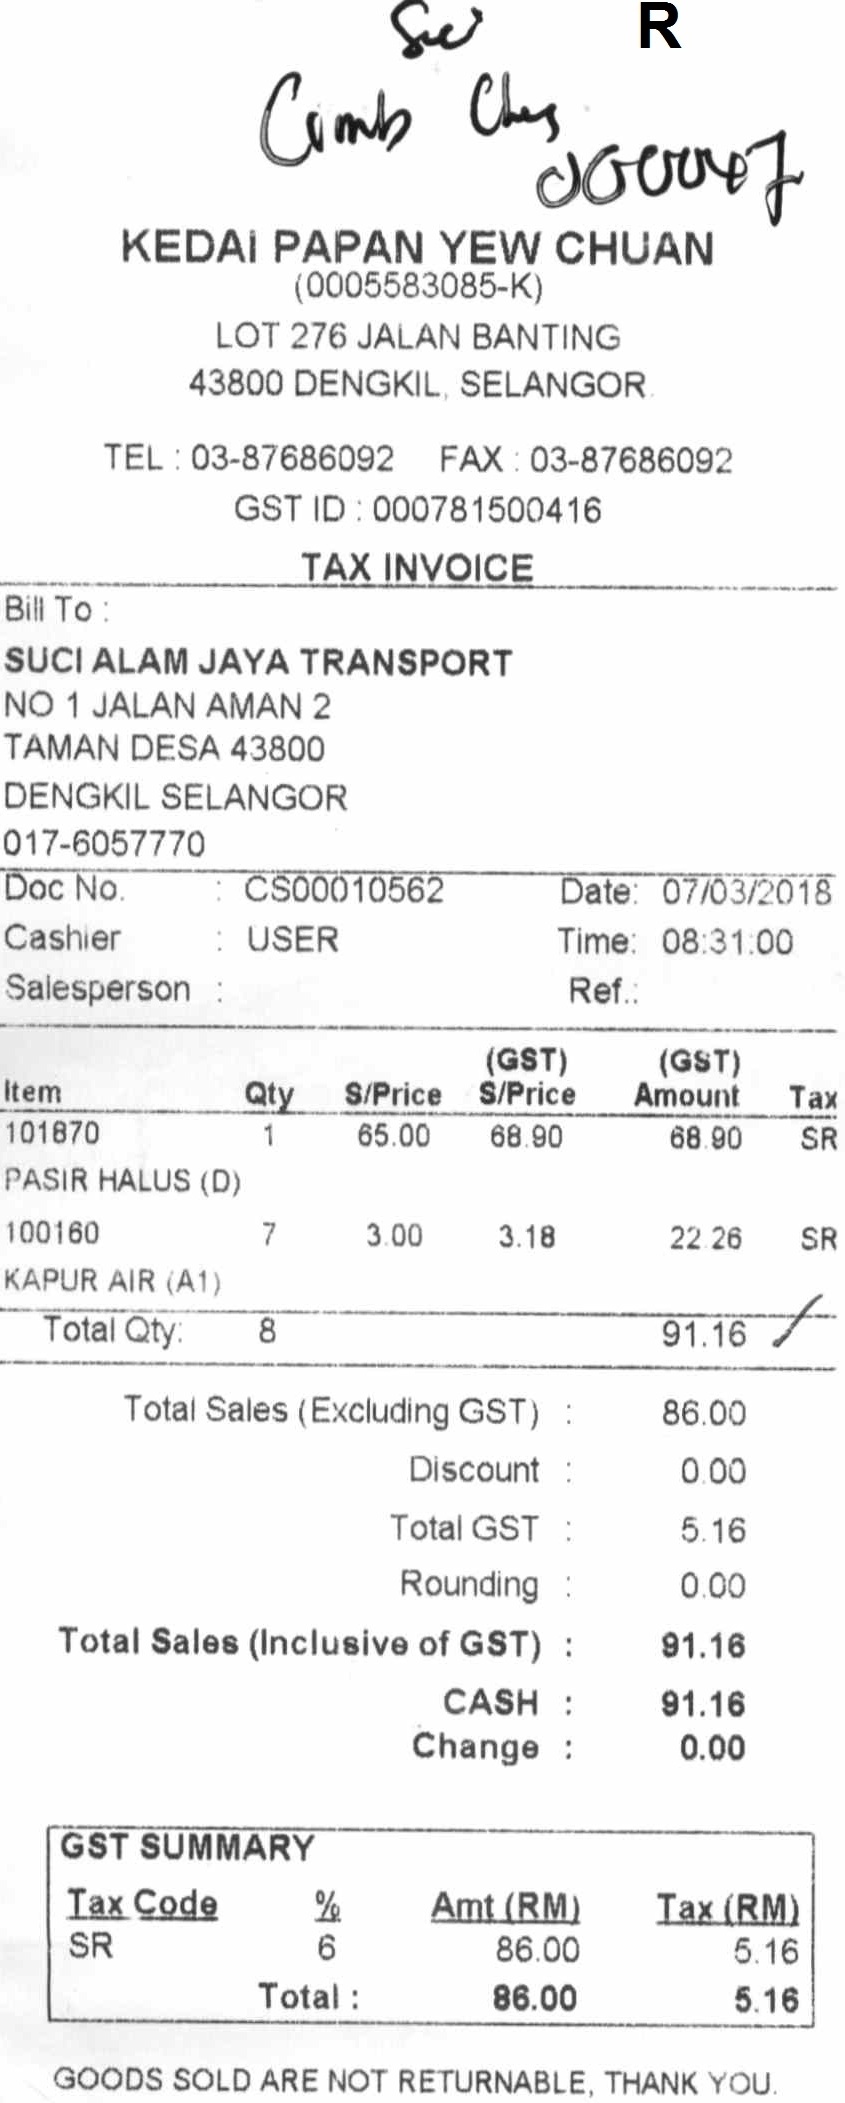 R
KEDAI PAPAN YEW CHUAN
(0005583085-K)
LOT 276 JALAN BANTING
43800 DENGKIL, SELANGOR.
TEL : 03-87686092 FAX : 03-87686092
GST ID : 000781500416
TAX INVOICE
Bill To :
SUCI ALAM JAYA TRANSPORT
NO 1 JALAN AMAN 2
TAMAN DESA 43800
DENGKIL SELANGOR
017-6057770
Doc No. : CS00010562 Date: 07/03/2018
Cashier : USER Time: 08:31:00
Salesperson : Ref.:
(GST) (GST)
Item Qty S/Price S/Price Amount Tax
101870 1 65.00 68.90 68.90 SR
PASIR HALUS (D)
100160 7 3.00 3.18 22.26 SR
KAPUR AIR (A1)
Total Qty: 8 91.16
Total Sales (Excluding GST) : 86.00
Discount : 0.00
Total GST : 5.16
Rounding : 0.00
Total Sales (Inclusive of GST) : 91.16
CASH : 91.16
Change : 0.00
GST SUMMARY
Tax Code % Amt (RM) Tax (RM)
SR 6 86.00 5.16
Total : 86.00 5.16
GOODS SOLD ARE NOT RETURNABLE, THANK YOU.